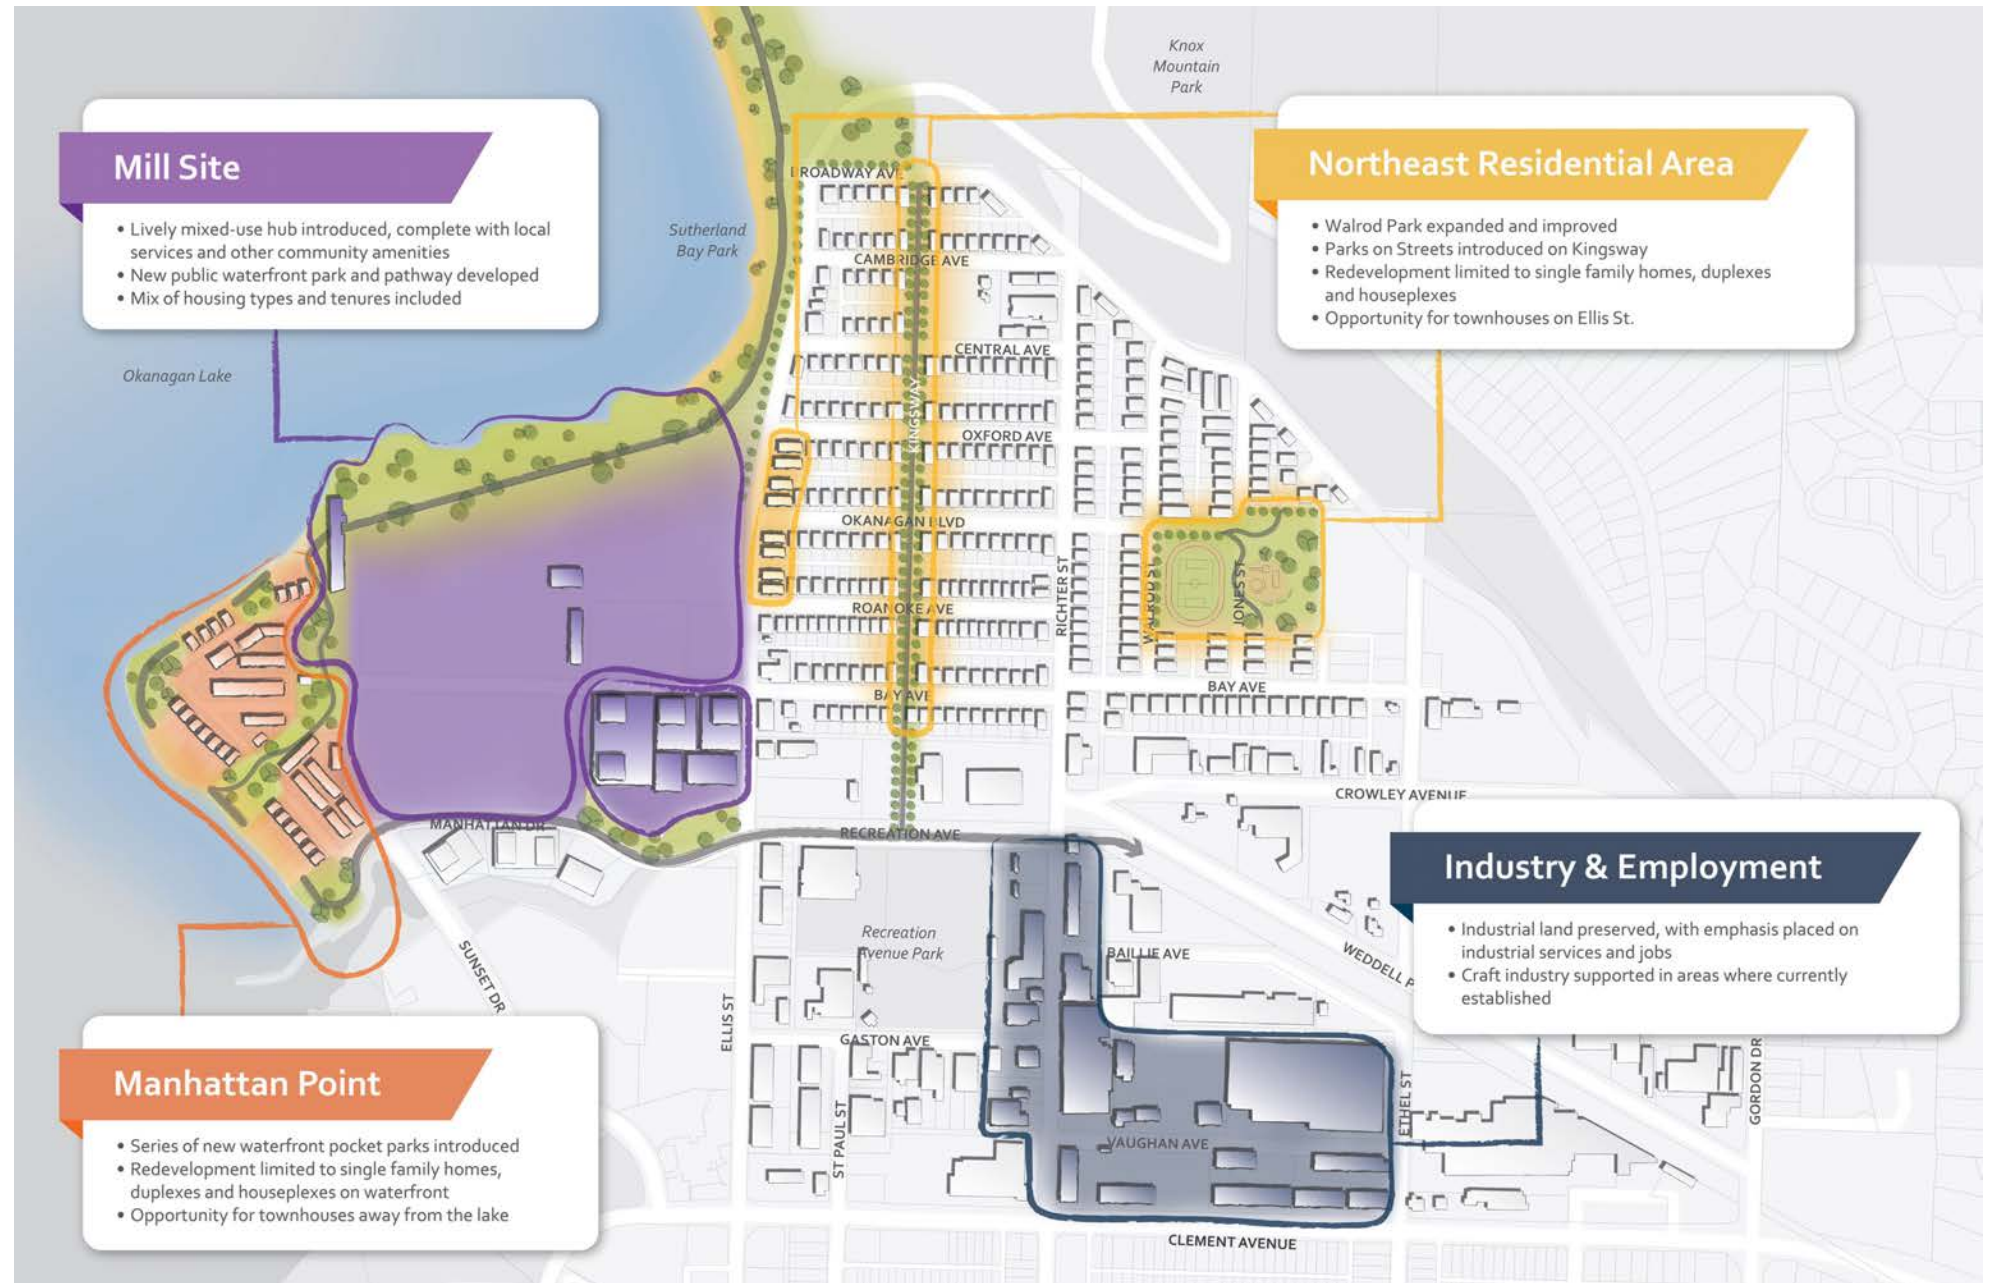 Knox
Mountain
Park
Mill Site
• Lively mixed-use hub introduced, complete with local
services and other community amenities
• New public waterfront park and pathway developed
• Mix of housing types and tenures included
Northeast Residential Area
• Walrod Park expanded and improved
• Parks on Streets introduced on Kingsway
• Redevelopment limited to single family homes, duplexes
and houseplexes
• Opportunity for townhouses on Ellis St.
BROADWAY AVE
Sutherland
Bay Park
CAMBRIDGE AVE
CENTRAL AVE
Okanagan Lake
KINGSWAY
OXFORD AVE
OKANAGAN BLVD
RICHTER ST
WALROD ST
JONES ST
ROANOKE AVE
BAY AVE
BAY AVE
CROWLEY AVENUE
MANHATTAN DR
RECREATION AVE
Industry & Employment
• Industrial land preserved, with emphasis placed on
industrial services and jobs
• Craft industry supported in areas where currently
established
Recreation
Avenue Park
BAILLIE AVE
WEDDELL P
SUNSET DR
ELLIS ST
GASTON AVE
Manhattan Point
• Series of new waterfront pocket parks introduced
• Redevelopment limited to single family homes,
duplexes and houseplexes on waterfront
• Opportunity for townhouses away from the lake
ST PAUL ST
VAUGHAN AVE
ETHEL ST
GORDON DR
CLEMENT AVENUE